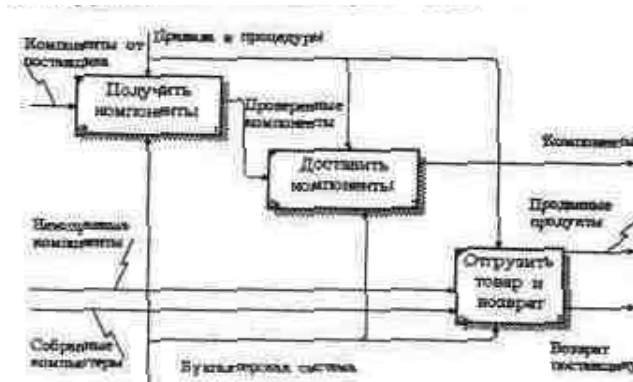 Компоненты от
поставщика
Правила и процедуры
Получить
компоненты
Проверенные
компоненты
Доставить
компоненты
Компоненты
Неисправные
компоненты
Проданные
продукты
Отгрузить
товар и
возврат
Собранные
компьютеры
Бухгалтерская система
Возврат
поставщику